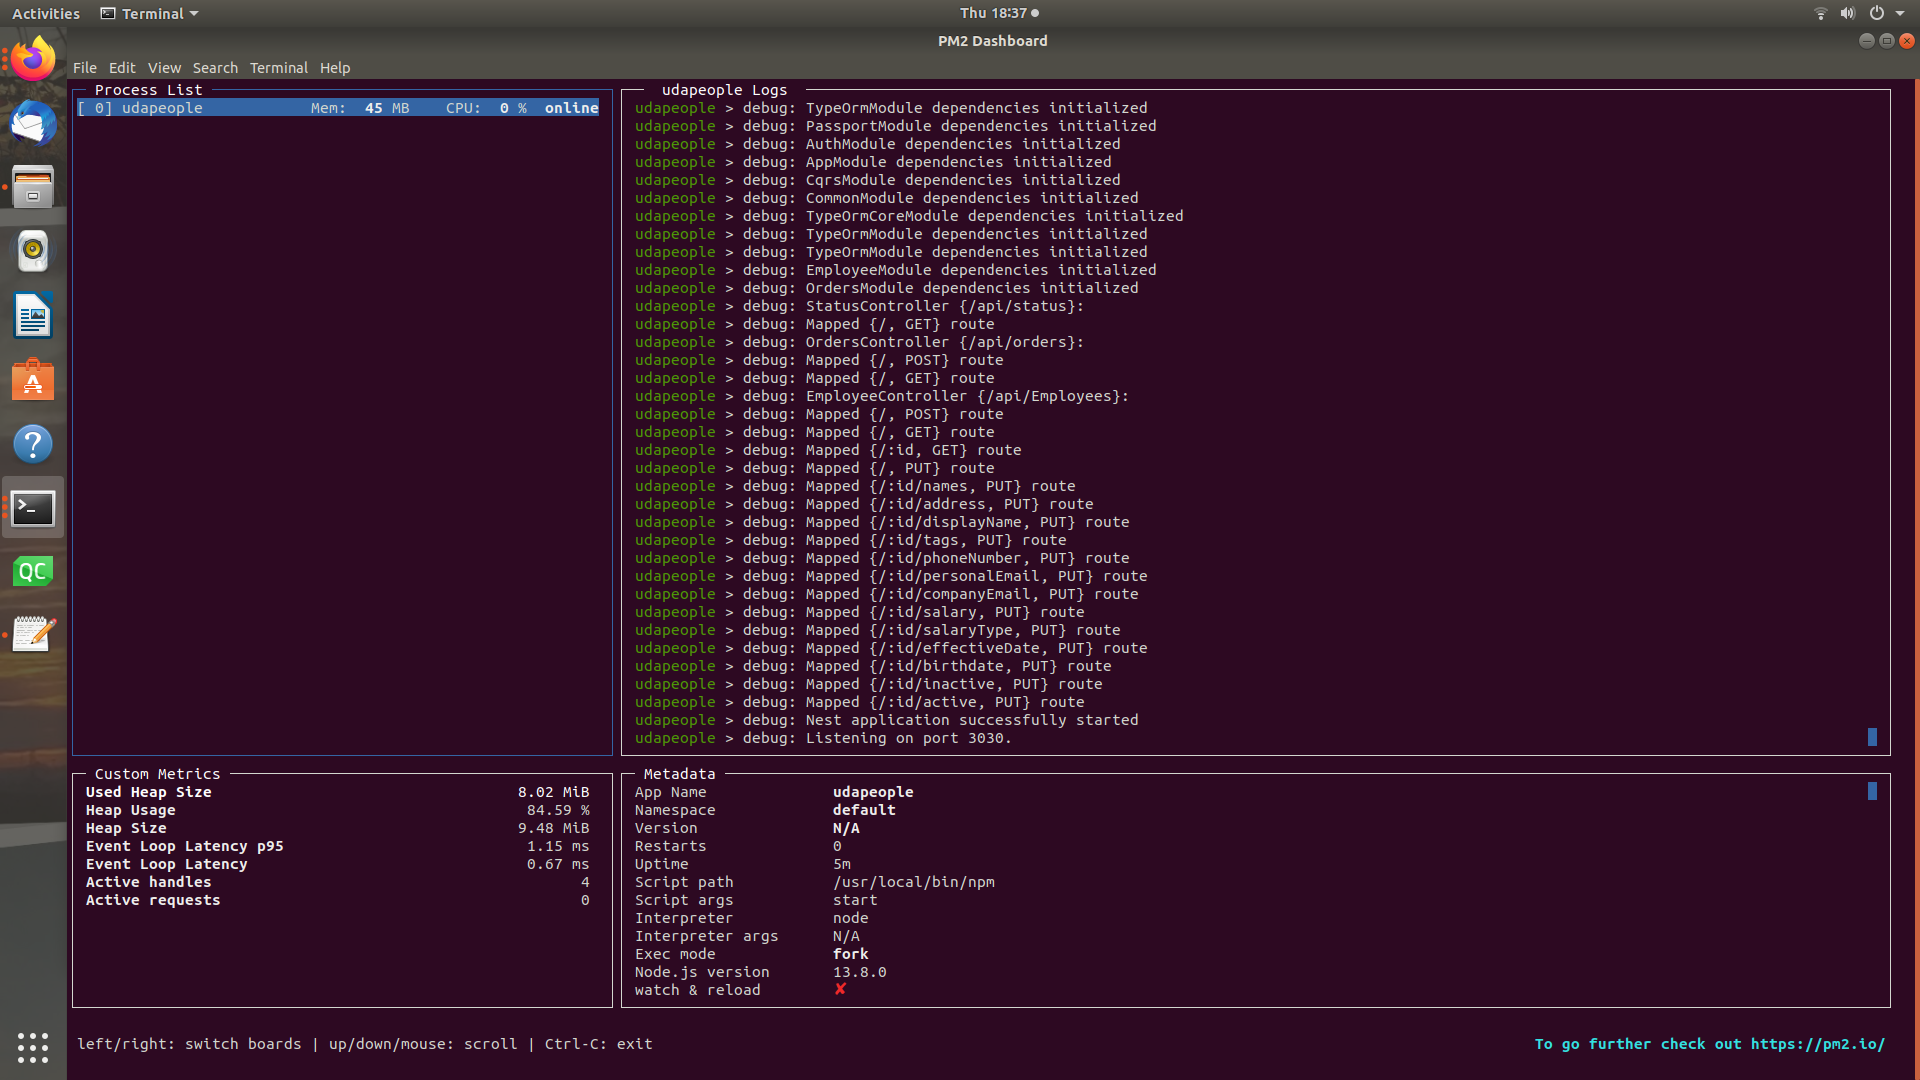 Activities Terminal Thu 18:37
PM2 Dashboard
File Edit View Search Terminal Help
Process List
[ 0] udapeople Mem: 45 MB CPU: 0 % online
udapeople Logs
udapeople > debug: TypeOrmModule dependencies initialized
udapeople > debug: PassportModule dependencies initialized
udapeople > debug: AuthModule dependencies initialized
udapeople > debug: AppModule dependencies initialized
udapeople > debug: CqrsModule dependencies initialized
udapeople > debug: CommonModule dependencies initialized
udapeople > debug: TypeOrmCoreModule dependencies initialized
udapeople > debug: TypeOrmModule dependencies initialized
udapeople > debug: TypeOrmModule dependencies initialized
udapeople > debug: EmployeeModule dependencies initialized
udapeople > debug: OrdersModule dependencies initialized
udapeople > debug: StatusController {/api/status}:
udapeople > debug: Mapped {/, GET} route
udapeople > debug: OrdersController {/api/orders}:
udapeople > debug: Mapped {/, POST} route
udapeople > debug: Mapped {/, GET} route
udapeople > debug: EmployeeController {/api/Employees}:
udapeople > debug: Mapped {/, POST} route
udapeople > debug: Mapped {/, GET} route
udapeople > debug: Mapped {/:id, GET} route
udapeople > debug: Mapped {/, PUT} route
udapeople > debug: Mapped {/:id/names, PUT} route
udapeople > debug: Mapped {/:id/address, PUT} route
udapeople > debug: Mapped {/:id/displayName, PUT} route
udapeople > debug: Mapped {/:id/tags, PUT} route
udapeople > debug: Mapped {/:id/phoneNumber, PUT} route
udapeople > debug: Mapped {/:id/personalEmail, PUT} route
udapeople > debug: Mapped {/:id/companyEmail, PUT} route
udapeople > debug: Mapped {/:id/salary, PUT} route
udapeople > debug: Mapped {/:id/salaryType, PUT} route
udapeople > debug: Mapped {/:id/effectiveDate, PUT} route
udapeople > debug: Mapped {/:id/birthdate, PUT} route
udapeople > debug: Mapped {/:id/inactive, PUT} route
udapeople > debug: Mapped {/:id/active, PUT} route
udapeople > debug: Nest application successfully started
udapeople > debug: Listening on port 3030.
Custom Metrics
Used Heap Size 8.02 MiB
Heap Usage 84.59 %
Heap Size 9.48 MiB
Event Loop Latency p95 1.15 ms
Event Loop Latency 0.67 ms
Active handles 4
Active requests 0
Metadata
App Name udapeople
Namespace default
Version N/A
Restarts 0
Uptime 5m
Script path /usr/local/bin/npm
Script args start
Interpreter node
Interpreter args N/A
Exec mode fork
Node.js version 13.8.0
watch & reload ✘
QC
left/right: switch boards | up/down/mouse: scroll | Ctrl-C: exit
To go further check out https://pm2.io/